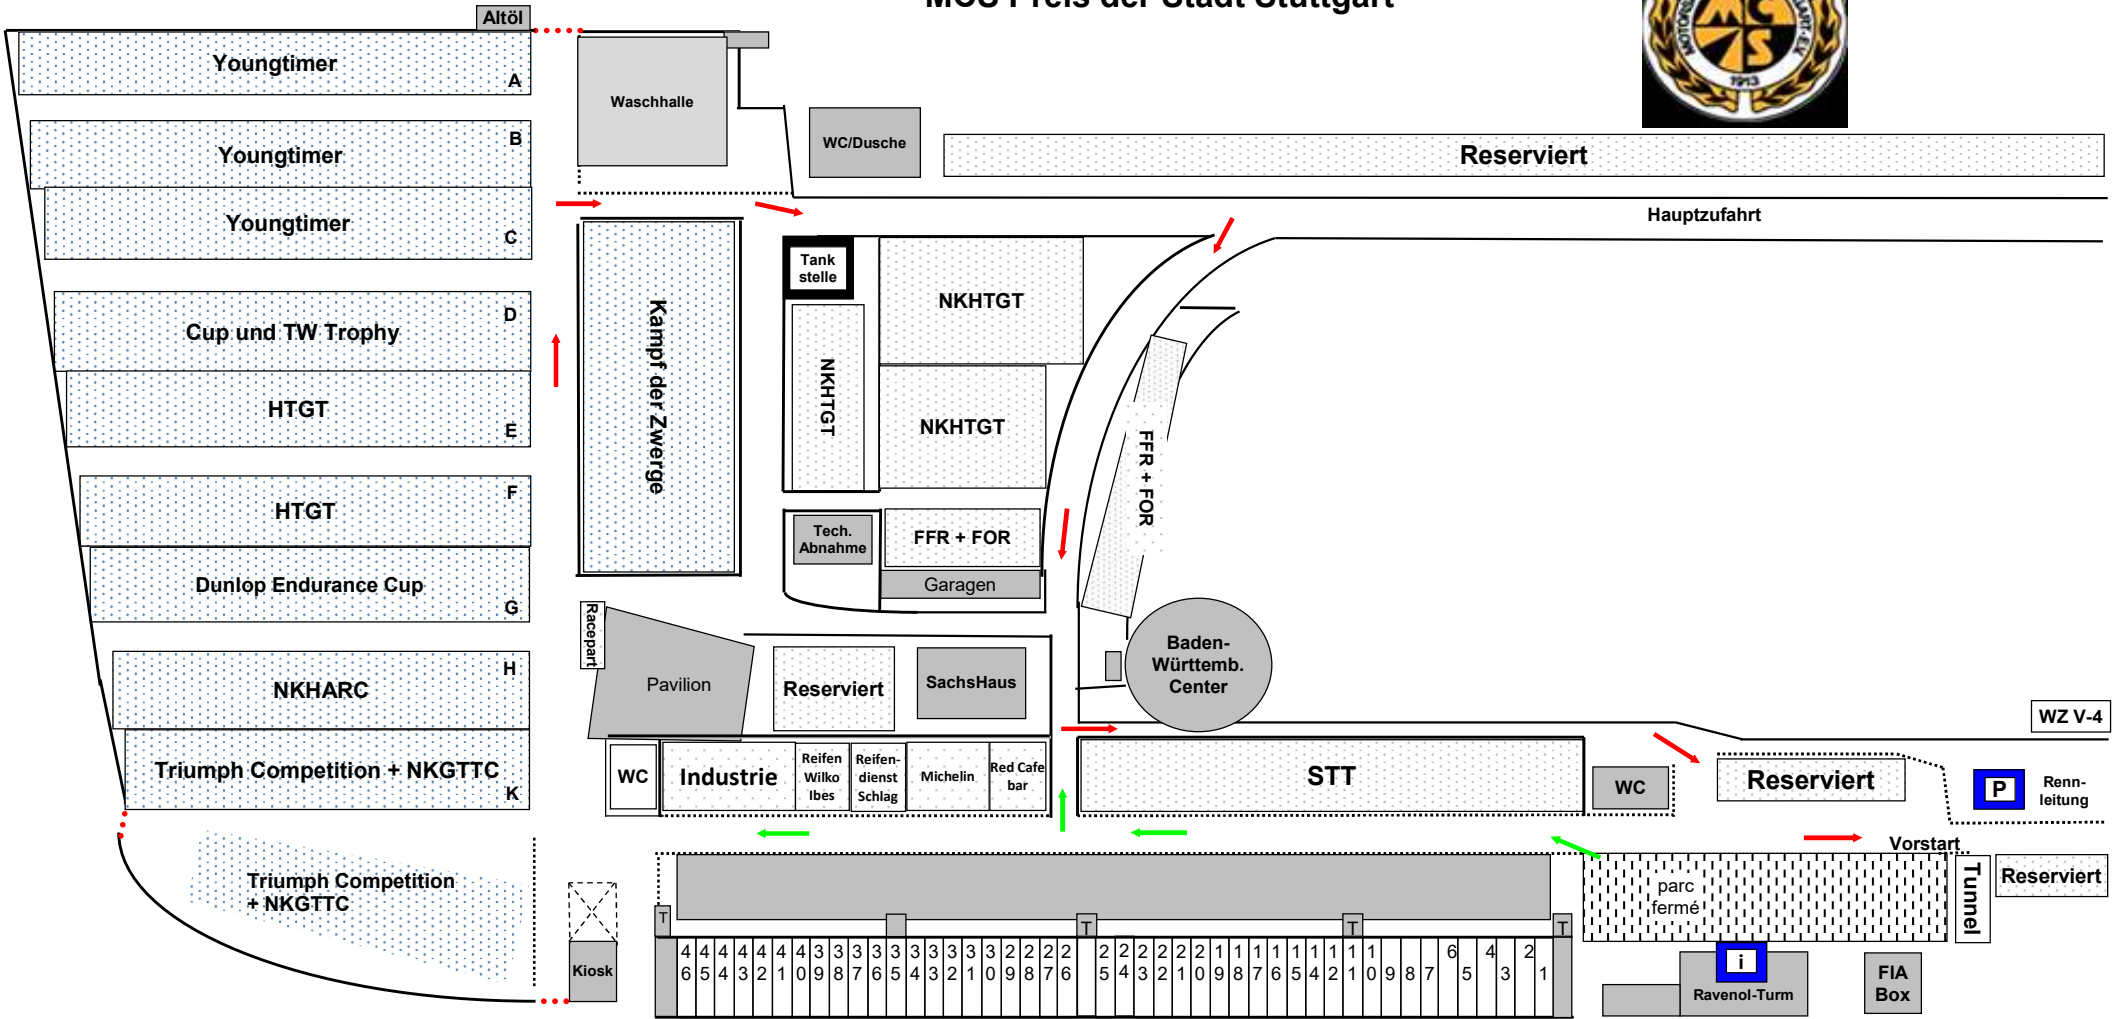 MCS Preis der Stadt Stuttgart
1913
Altöl
Youngtimer
A
Youngtimer
B
Youngtimer
C
Cup und TW Trophy
D
HTGT
E
HTGT
F
Dunlop Endurance Cup
G
NKHARC
H
Triumph Competition + NKGTTC
K
Triumph Competition
+ NKGTTC
Kiosk
Waschhalle
WC/Dusche
Reserviert
Hauptzufahrt
Kampf der Zwerge
Tank
stelle
NKHTGT
NKHTGT
NKHTGT
FFR + FOR
Tech.
Abnahme
FFR + FOR
Garagen
Racepart
Pavilion
Reserviert
SachsHaus
Baden-
Württemb.
Center
WC
Industrie
Reifen
Wilko
Ibes
Reifen-
dienst
Schlag
Michelin
Red Cafe
bar
STT
WC
Reserviert
WZ V-4
P
Renn-
leitung
Vorstart
parc
fermé
Tunnel
Reserviert
T
T
T
T
46 45 44 43 42 41 40 39 38 37 36 35 34 33 32 31 30 29 28 27 26 25 24 23 22 21 20 19 18 17 16 15 14 12 11 10 9 8 7 6 5 4 3 2 1
i
Ravenol-Turm
FIA
Box